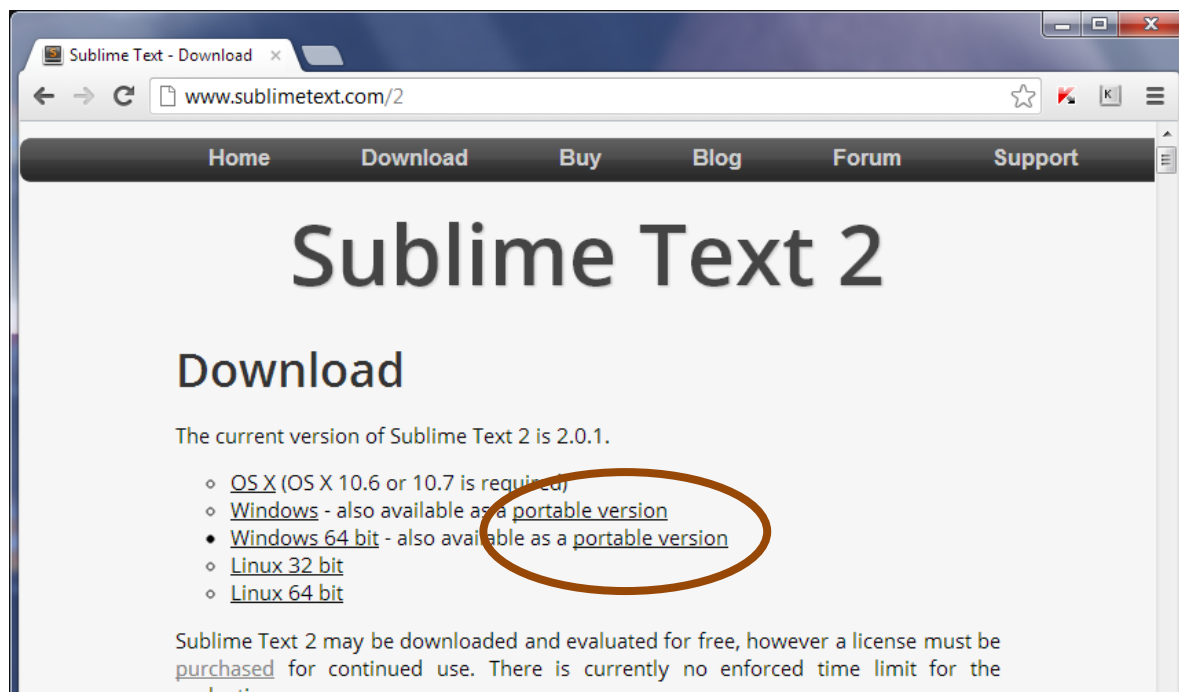 Sublime Text - Download
www.sublimetext.com/2
K
Home Download Buy Blog Forum Support
Sublime Text 2
Download
The current version of Sublime Text 2 is 2.0.1.
OS X (OS X 10.6 or 10.7 is required)
Windows - also available as a portable version
Windows 64 bit - also available as a portable version
Linux 32 bit
Linux 64 bit
Sublime Text 2 may be downloaded and evaluated for free, however a license must be
purchased for continued use. There is currently no enforced time limit for the